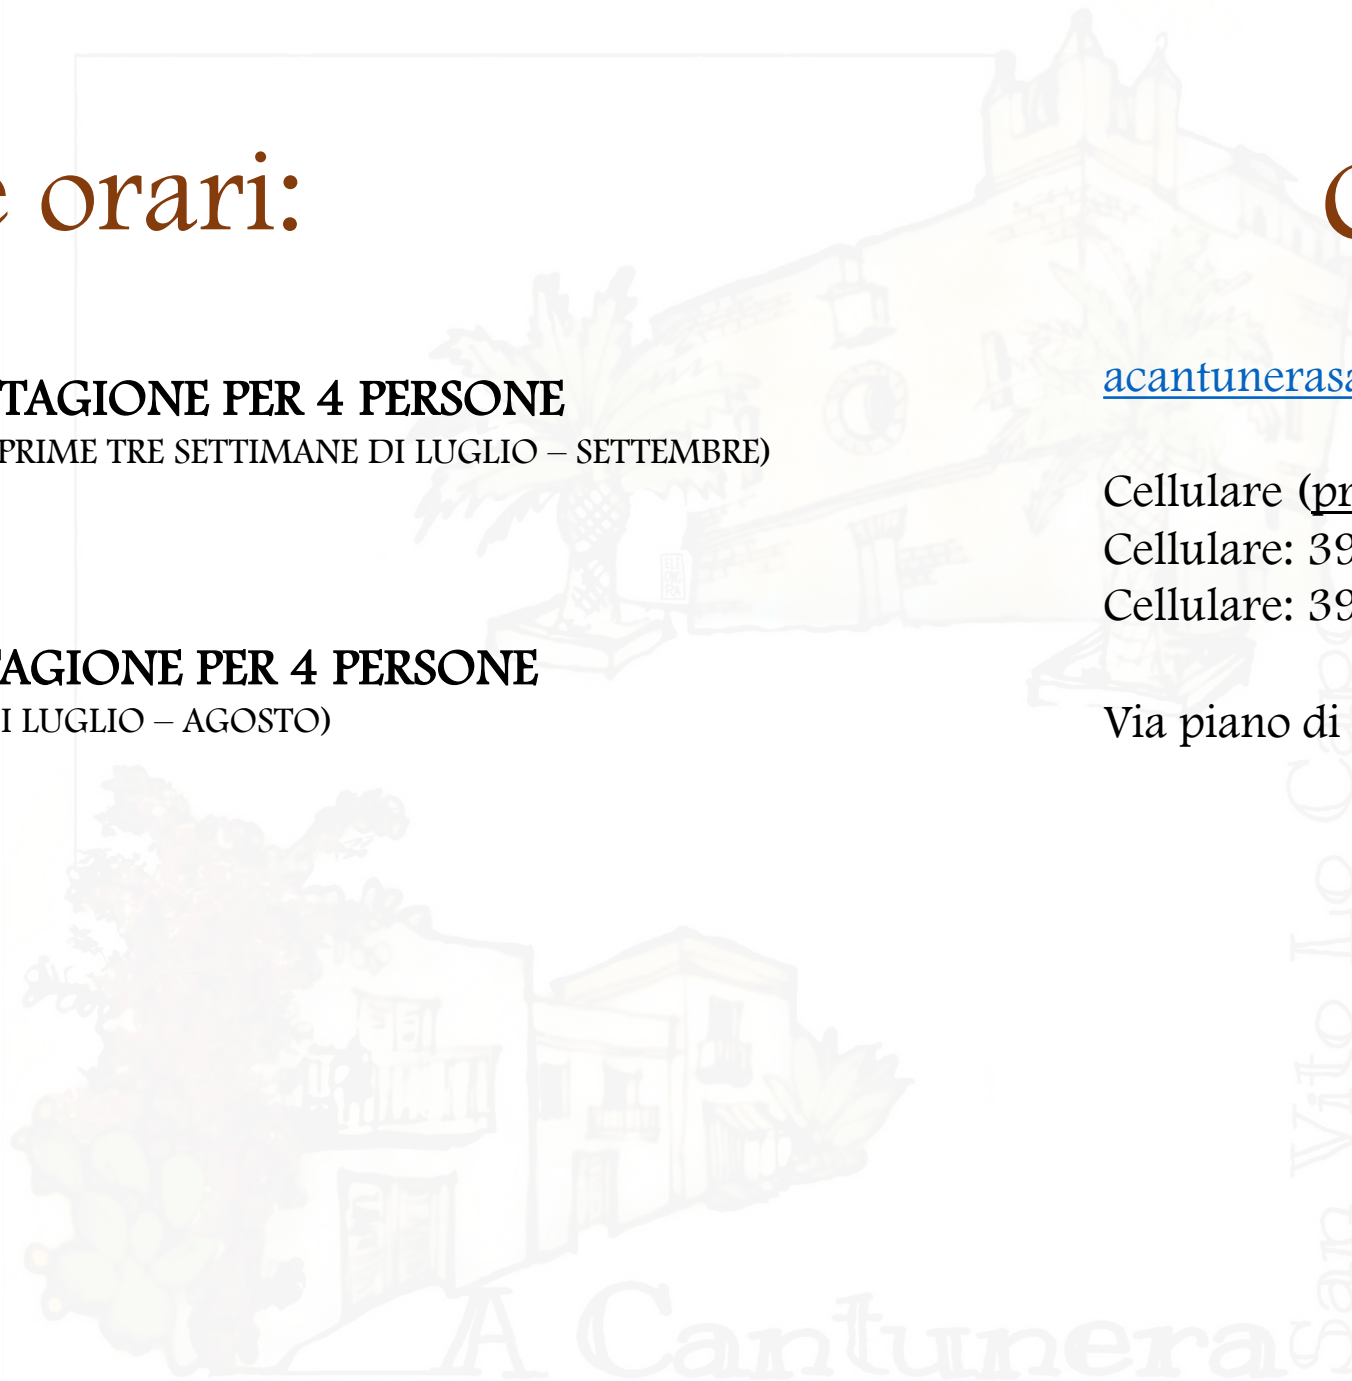 e orari:
TAGIONE PER 4 PERSONE
PRIME TRE SETTIMANE DI LUGLIO – SETTEMBRE)
TAGIONE PER 4 PERSONE
I LUGLIO – AGOSTO)
C
acantunerasa
Cellulare (pr
Cellulare: 39
Cellulare: 39
Via piano di
A Cantunera
San Vito Lo Capo